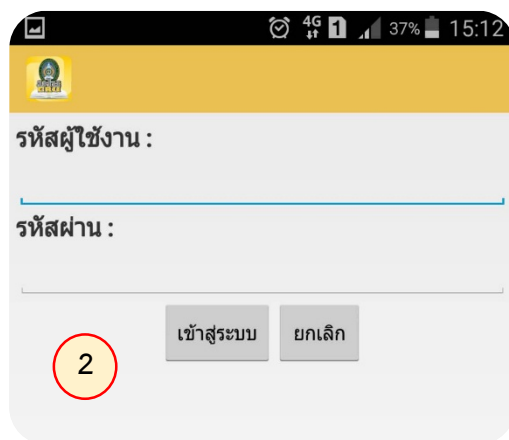 4G 1 37% 15:12
รหัสผู้ใช้งาน :
รหัสผ่าน :
เข้าสู่ระบบ ยกเลิก
2